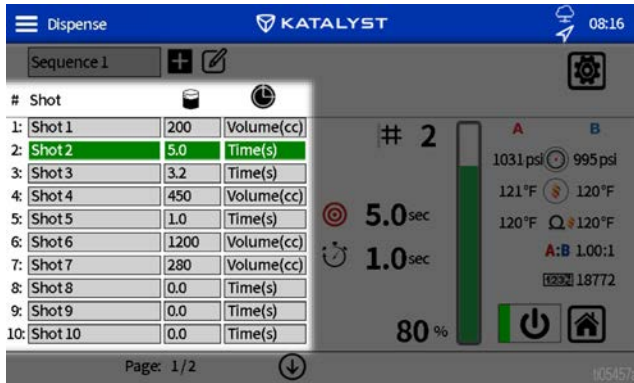 Dispense KATALYST 08:16
Sequence 1
# Shot
1: Shot 1 200 Volume(cc)
2: Shot 2 5.0 Time(s)
3: Shot 3 3.2 Time(s)
4: Shot 4 450 Volume(cc)
5: Shot 5 1.0 Time(s)
6: Shot 6 1200 Volume(cc)
7: Shot 7 280 Volume(cc)
8: Shot 8 0.0 Time(s)
9: Shot 9 0.0 Time(s)
10: Shot 10 0.0 Time(s)
Page: 1/2
# 2
5.0 sec
1.0 sec
80 %
A B
1031 psi 995 psi
121°F 120°F
120°F 120°F
A:B 1.00:1
18772